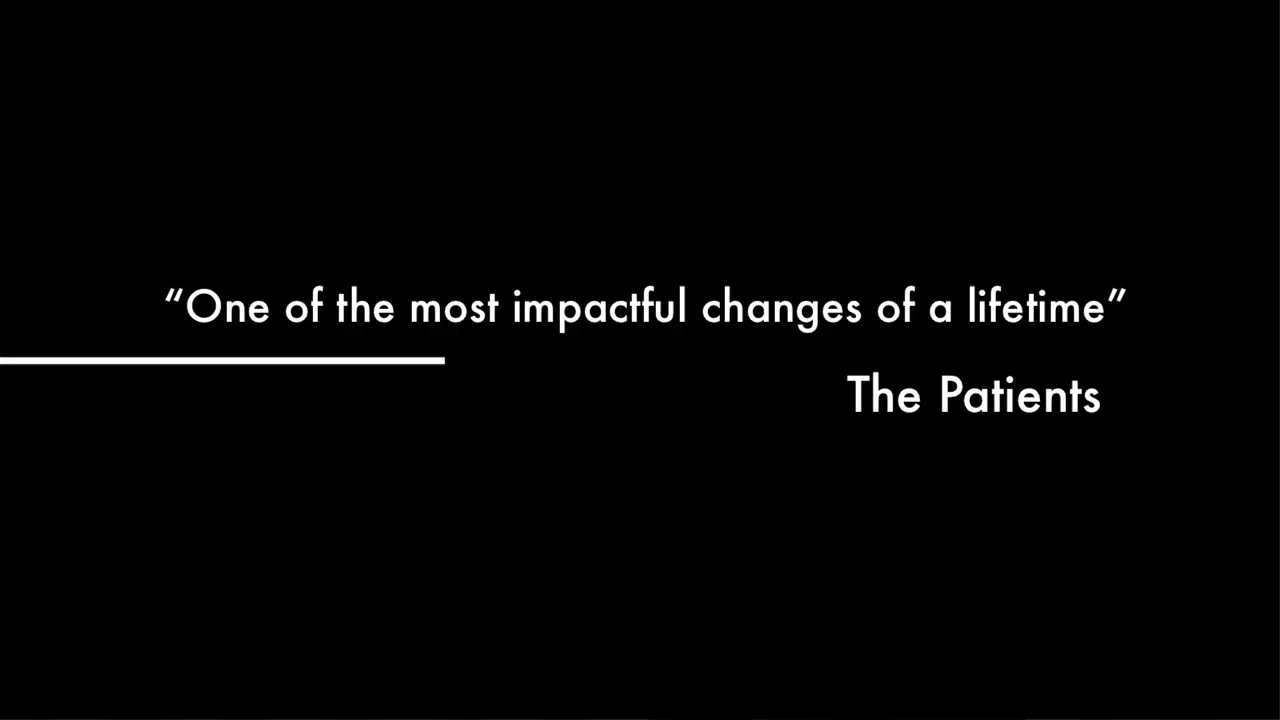 “One of the most impactful changes of a lifetime”
The Patients